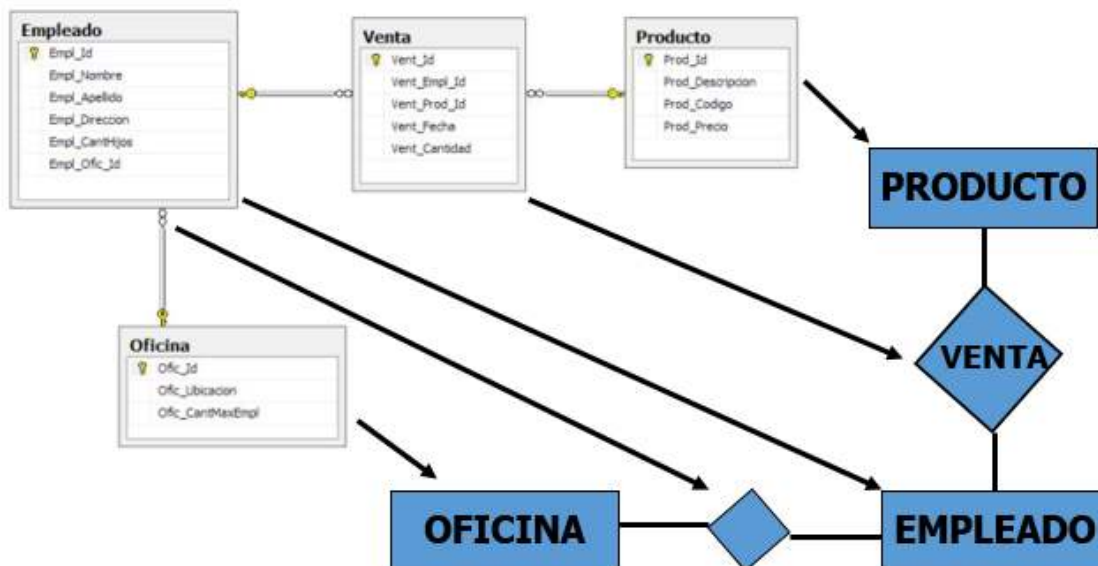 Empleado
Empl_Id
Empl_Nombre
Empl_Apellido
Empl_Direccion
Empl_CantHijos
Empl_Ofic_Id
Venta
Vent_Id
Vent_Empl_Id
Vent_Prod_Id
Vent_Fecha
Vent_Cantidad
Producto
Prod_Id
Prod_Descripcion
Prod_Codigo
Prod_Precio
PRODUCTO
VENTA
Oficina
Ofic_Id
Ofic_Ubicacion
Ofic_CantMaxEmpl
OFICINA
EMPLEADO